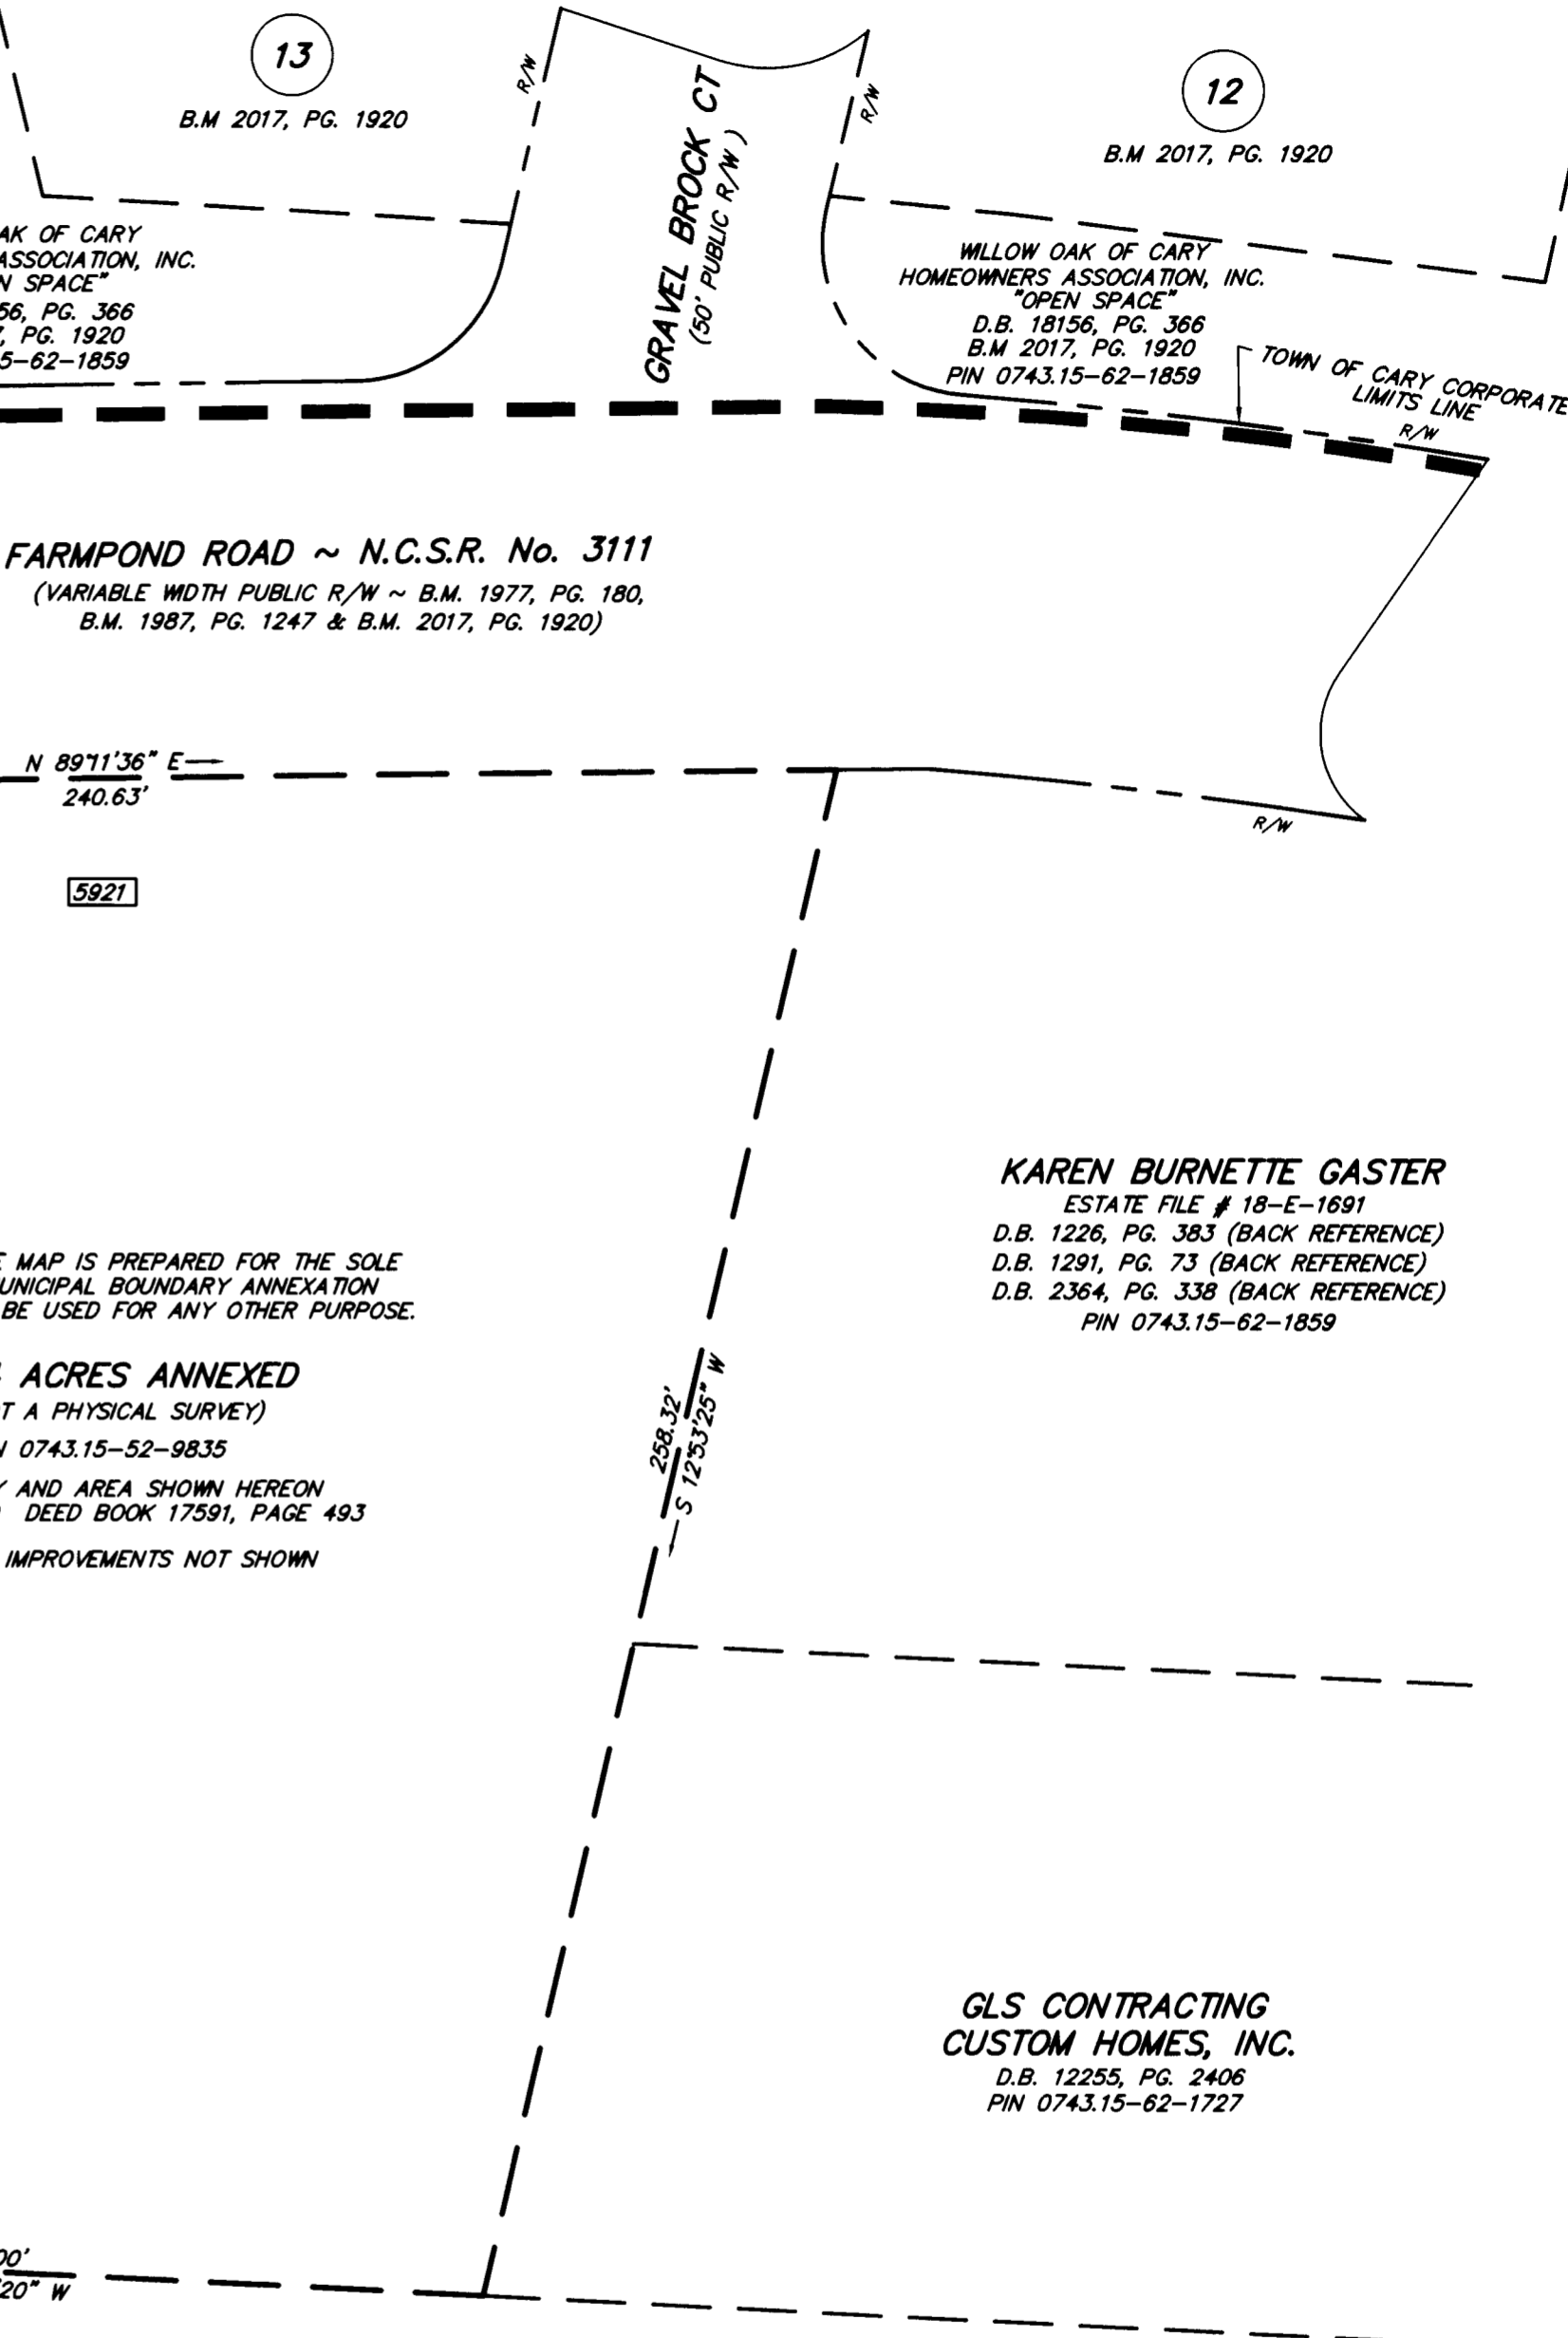 13
B.M 2017, PG. 1920
R/W
GRAVEL BROCK CT
(50' PUBLIC R/W )
R/W
12
B.M 2017, PG. 1920
AK OF CARY
ASSOCIATION, INC.
N SPACE"
56, PG. 366
, PG. 1920
5-62-1859
WILLOW OAK OF CARY
HOMEOWNERS ASSOCIATION, INC.
"OPEN SPACE"
D.B. 18156, PG. 366
B.M 2017, PG. 1920
PIN 0743.15-62-1859
TOWN OF CARY CORPORATE
LIMITS LINE
R/W
FARMPOND ROAD ~ N.C.S.R. No. 3111
(VARIABLE WIDTH PUBLIC R/W ~ B.M. 1977, PG. 180,
B.M. 1987, PG. 1247 & B.M. 2017, PG. 1920)
N 89°11'36" E
240.63'
R/W
5921
KAREN BURNETTE GASTER
ESTATE FILE # 18-E-1691
D.B. 1226, PG. 383 (BACK REFERENCE)
D.B. 1291, PG. 73 (BACK REFERENCE)
D.B. 2364, PG. 338 (BACK REFERENCE)
PIN 0743.15-62-1859
MAP IS PREPARED FOR THE SOLE
UNICIPAL BOUNDARY ANNEXATION
BE USED FOR ANY OTHER PURPOSE.
ACRES ANNEXED
T A PHYSICAL SURVEY)
0743.15-52-9835
AND AREA SHOWN HEREON
DEED BOOK 17591, PAGE 493
IMPROVEMENTS NOT SHOWN
258.32'
S 12°53'25" W
GLS CONTRACTING
CUSTOM HOMES, INC.
D.B. 12255, PG. 2406
PIN 0743.15-62-1727
00'
20" W